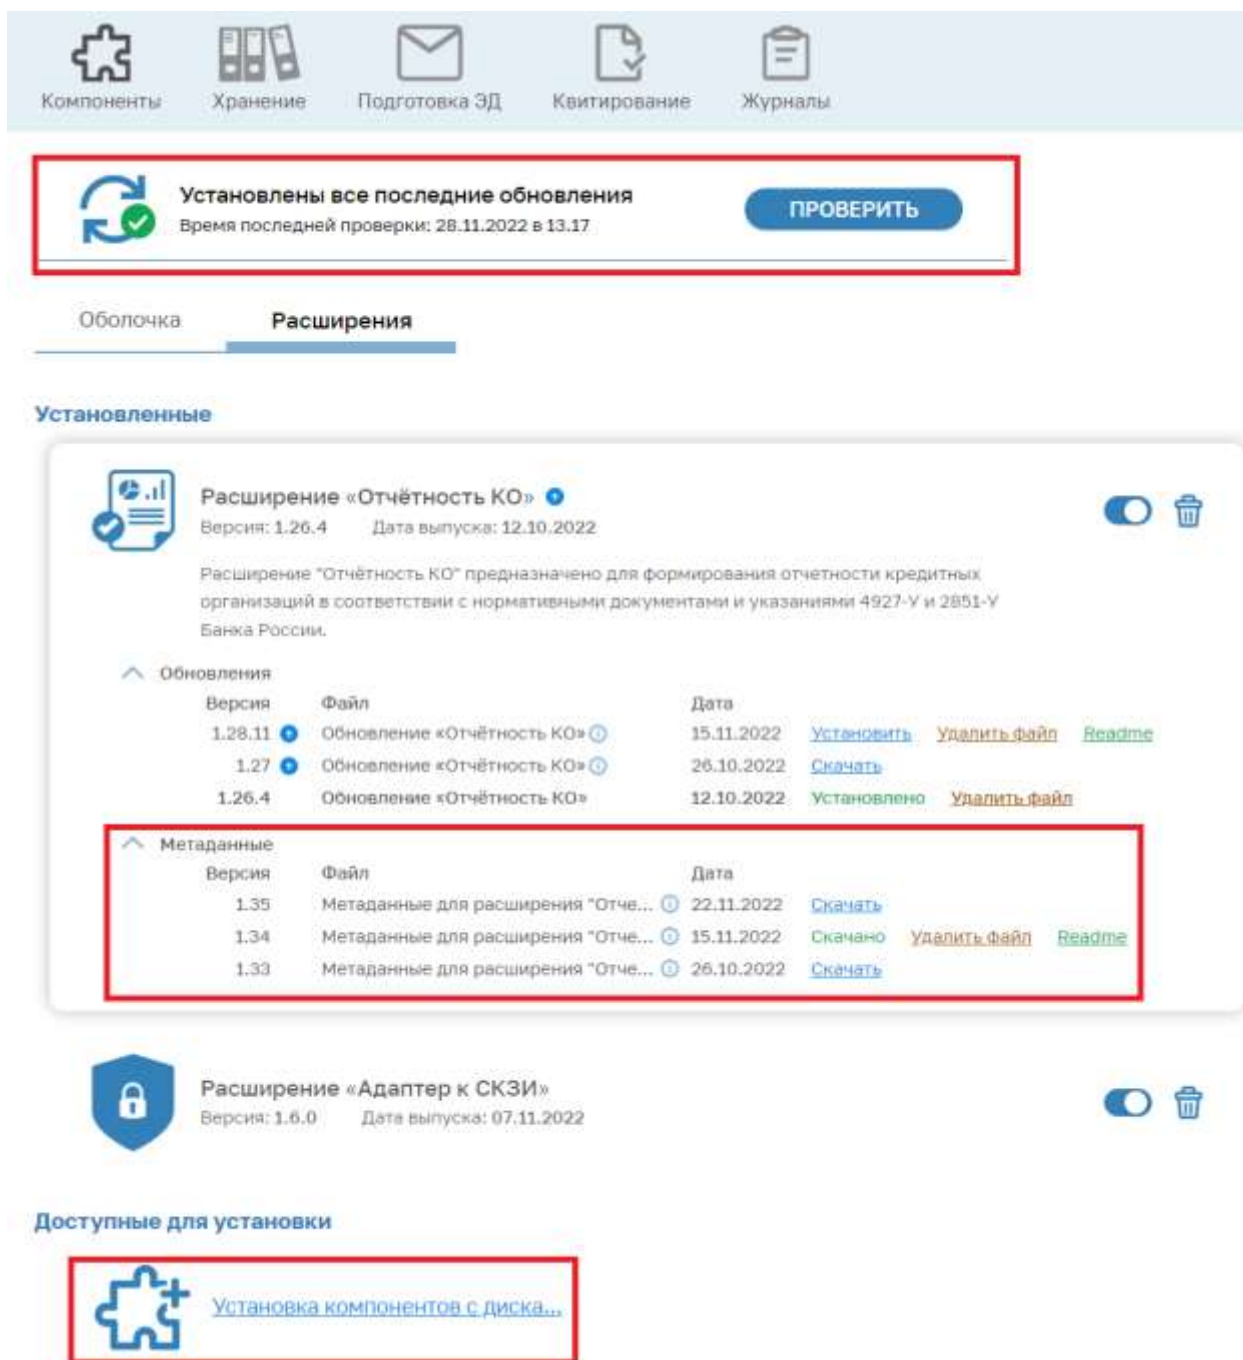 Компоненты Хранение Подготовка ЭД Квитирование Журналы
Установлены все последние обновления
Время последней проверки: 28.11.2022 в 13.17
ПРОВЕРИТЬ
Оболочка Расширения
Установленные
Расширение «Отчётность КО»
Версия: 1.26.4 Дата выпуска: 12.10.2022
Расширение "Отчётность КО" предназначено для формирования отчетности кредитных
организаций в соответствии с нормативными документами и указаниями 4927-У и 2851-У
Банка России.
Обновления
Версия Файл Дата
1.28.11 Обновление «Отчётность КО» 15.11.2022 Установить Удалить файл Readme
1.27 Обновление «Отчётность КО» 26.10.2022 Скачать
1.26.4 Обновление «Отчётность КО» 12.10.2022 Установлено Удалить файл
Метаданные
Версия Файл Дата
1.35 Метаданные для расширения "Отче... 22.11.2022 Скачать
1.34 Метаданные для расширения "Отче... 15.11.2022 Скачано Удалить файл Readme
1.33 Метаданные для расширения "Отче... 26.10.2022 Скачать
Расширение «Адаптер к СКЗИ»
Версия: 1.6.0 Дата выпуска: 07.11.2022
Доступные для установки
Установка компонентов с диска...